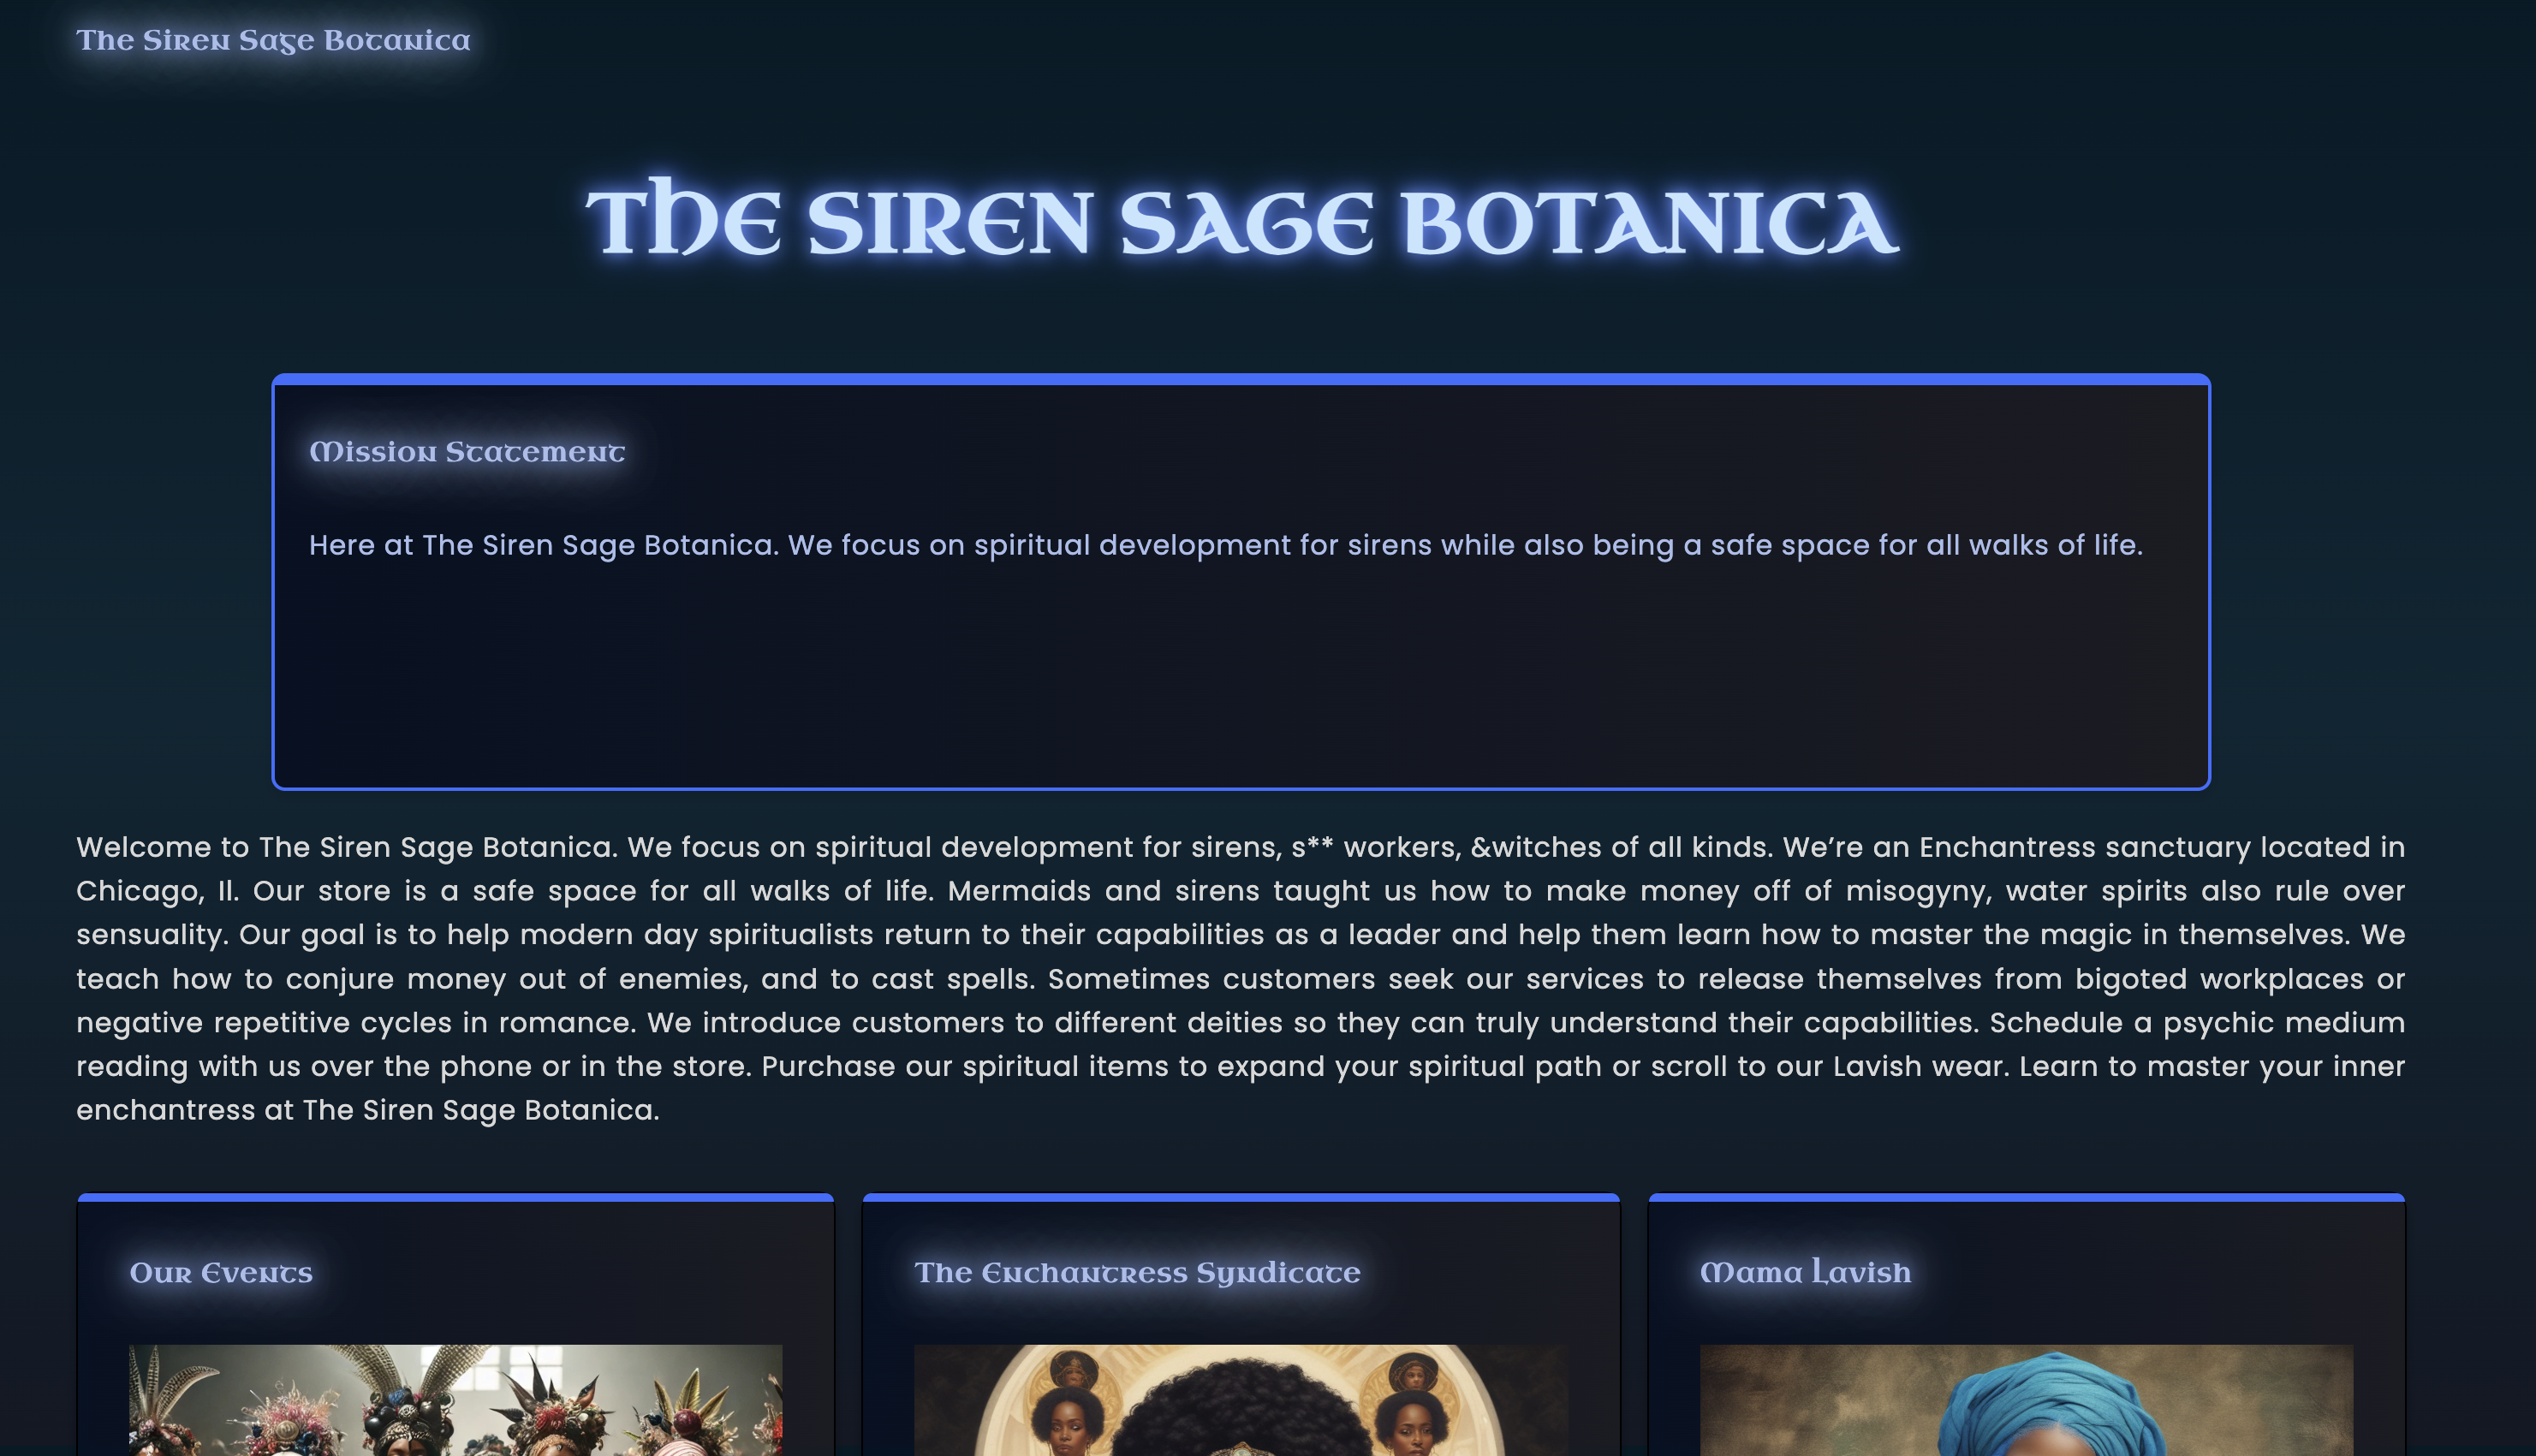 The Siren Sage Botanica
THE SIREN SAGE BOTANICA
Mission Statement
Here at The Siren Sage Botanica. We focus on spiritual development for sirens while also being a safe space for all walks of life.
Welcome to The Siren Sage Botanica. We focus on spiritual development for sirens, s** workers, &witches of all kinds. We’re an Enchantress sanctuary located in
Chicago, Il. Our store is a safe space for all walks of life. Mermaids and sirens taught us how to make money off of misogyny, water spirits also rule over
sensuality. Our goal is to help modern day spiritualists return to their capabilities as a leader and help them learn how to master the magic in themselves. We
teach how to conjure money out of enemies, and to cast spells. Sometimes customers seek our services to release themselves from bigoted workplaces or
negative repetitive cycles in romance. We introduce customers to different deities so they can truly understand their capabilities. Schedule a psychic medium
reading with us over the phone or in the store. Purchase our spiritual items to expand your spiritual path or scroll to our Lavish wear. Learn to master your inner
enchantress at The Siren Sage Botanica.
Our Events
The Enchantress Syndicate
Mama Lavish